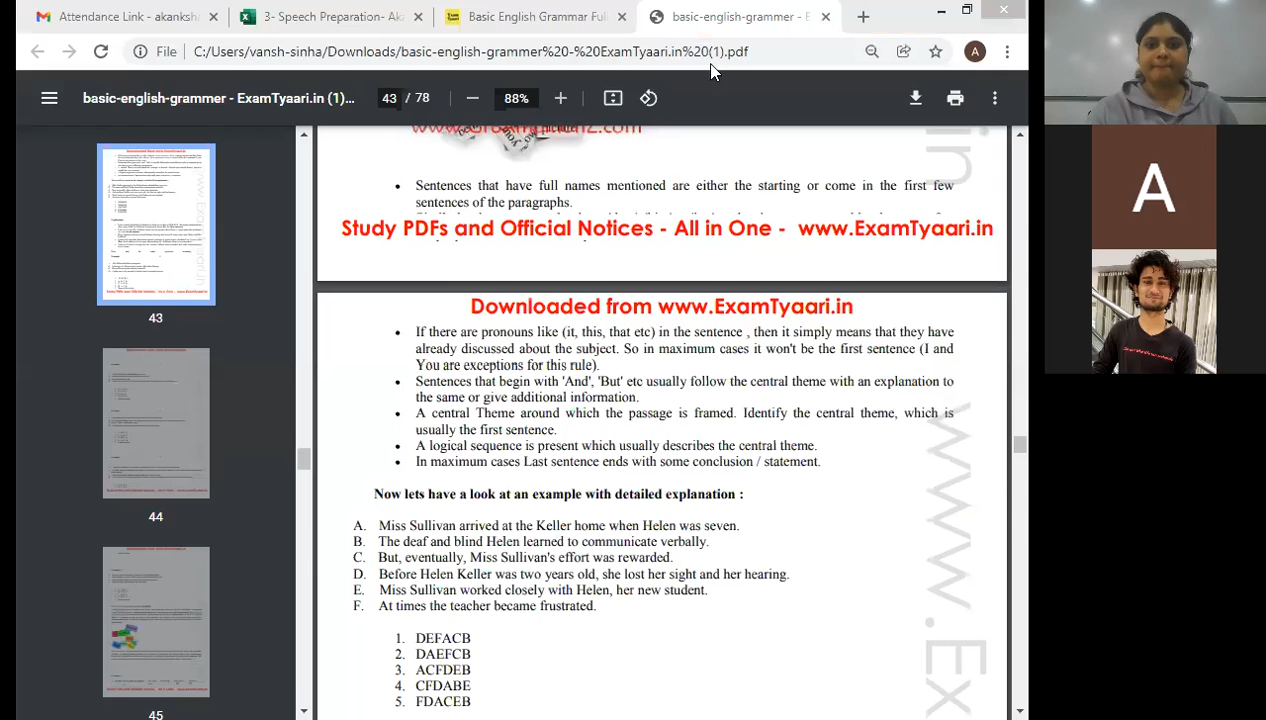 Attendance Link - akanksh
3- Speech Preparation- Ak
Basic English Grammar Ful
basic-english-grammer - E
File C:/Users/vansh-sinha/Downloads/basic-english-grammer%20-%20ExamTyaari.in%20(1).pdf
A
basic-english-grammer - ExamTyaari.in (1)...
43 / 78
88%
Sentences that have full names mentioned are either the starting or come in the first few
sentences of the paragraphs.
Study PDFs and Official Notices - All in One - www.ExamTyaari.in
Downloaded from www.ExamTyaari.in
• If there are pronouns like (it, this, that etc) in the sentence , then it simply means that they have
already discussed about the subject. So in maximum cases it won't be the first sentence (I and
You are exceptions for this rule).
• Sentences that begin with 'And', 'But' etc usually follow the central theme with an explanation to
the same or give additional information.
• A central Theme around which the passage is framed. Identify the central theme, which is
usually the first sentence.
• A logical sequence is present which usually describes the central theme.
• In maximum cases Last sentence ends with some conclusion / statement.
Now lets have a look at an example with detailed explanation :
A. Miss Sullivan arrived at the Keller home when Helen was seven.
B. The deaf and blind Helen learned to communicate verbally.
C. But, eventually, Miss Sullivan's effort was rewarded.
D. Before Helen Keller was two years old, she lost her sight and her hearing.
E. Miss Sullivan worked closely with Helen, her new student.
F. At times the teacher became frustrated.
1. DEFACB
2. DAEFCB
3. ACFDEB
4. CFDABE
5. FDACEB
in
www.Ex
43
44
45
A